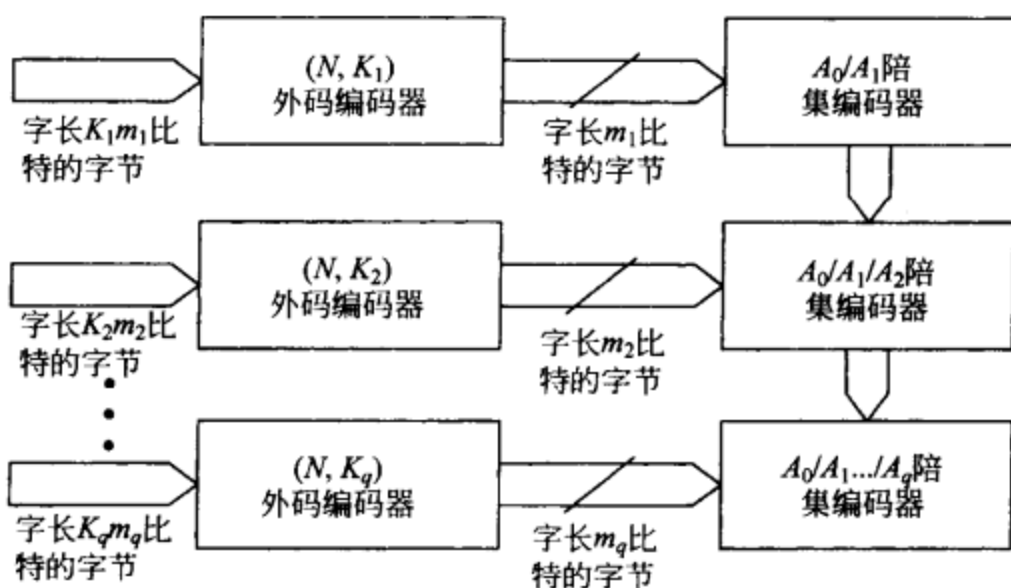 (N, K₁)
外码编码器
A₀/A₁陪
集编码器
字长K₁m₁比
特的字节
字长m₁比
特的字节
(N, K₂)
外码编码器
A₀/A₁/A₂陪
集编码器
字长K₂m₂比
特的字节
字长m₂比
特的字节
(N, K_q)
外码编码器
A₀/A₁.../A_q陪
集编码器
字长K_qm_q比
特的字节
字长m_q比
特的字节